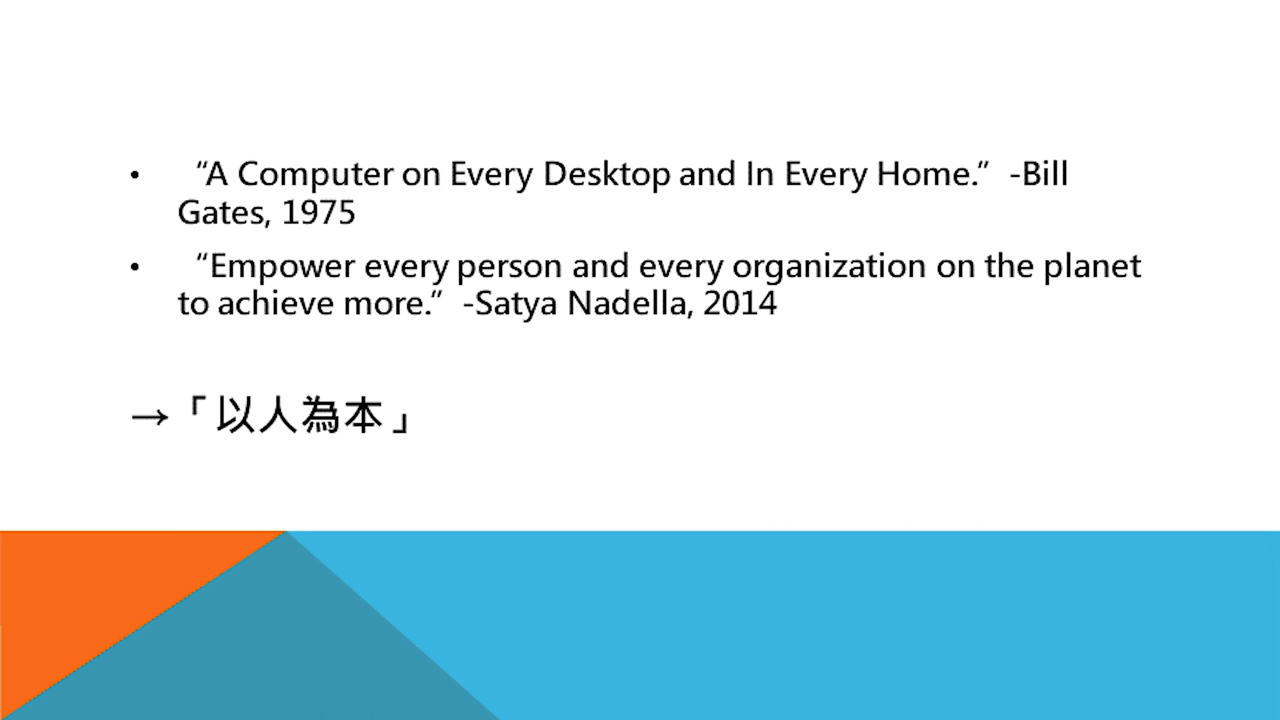 • “A Computer on Every Desktop and In Every Home.” -Bill
Gates, 1975
• “Empower every person and every organization on the planet
to achieve more.” -Satya Nadella, 2014
→「以人為本」